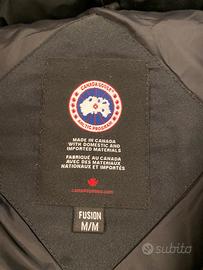 CANADA GOOSE
ARCTIC PROGRAM
MADE IN CANADA
WITH DOMESTIC AND
IMPORTED MATERIALS
FABRIQUÉ AU CANADA
AVEC DES MATÉRIAUX
NATIONAUX ET IMPORTÉS
canadagoose.com
FUSION
M/M
subito